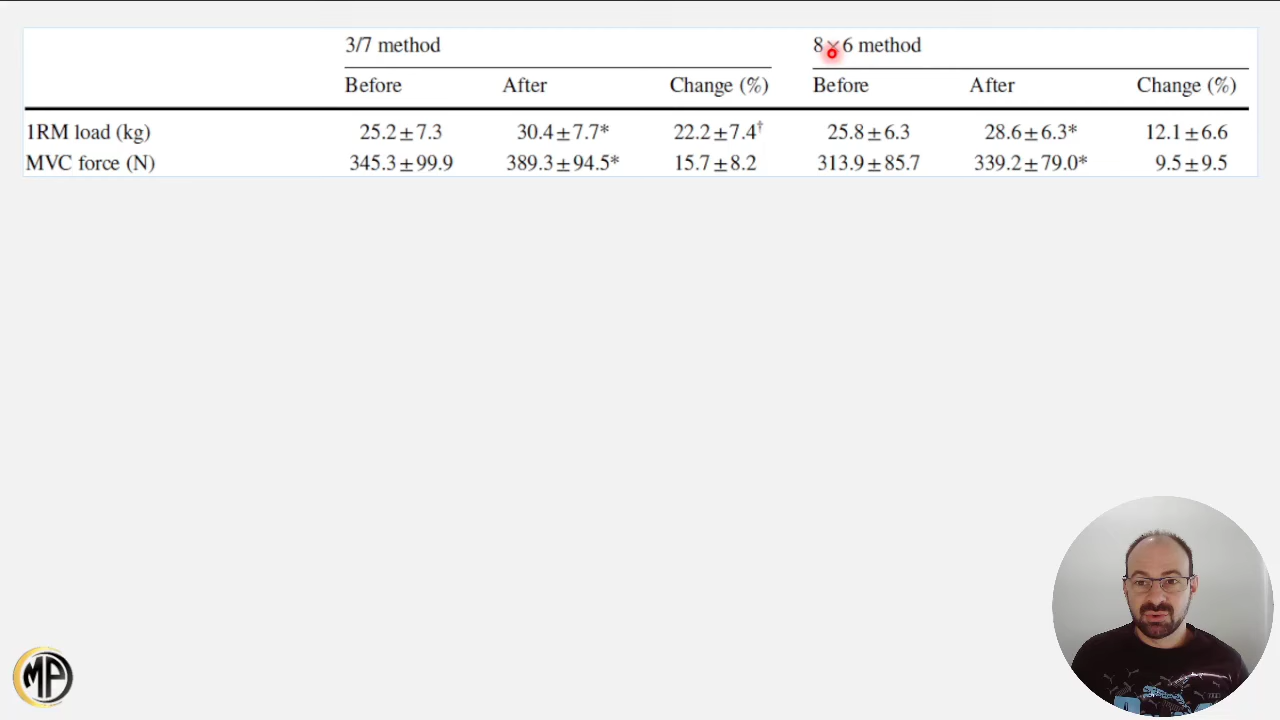 3/7 method 8×6 method
Before After Change (%) Before After Change (%)
1RM load (kg) 25.2±7.3 30.4±7.7* 22.2±7.4† 25.8±6.3 28.6±6.3* 12.1±6.6
MVC force (N) 345.3±99.9 389.3±94.5* 15.7±8.2 313.9±85.7 339.2±79.0* 9.5±9.5
MP